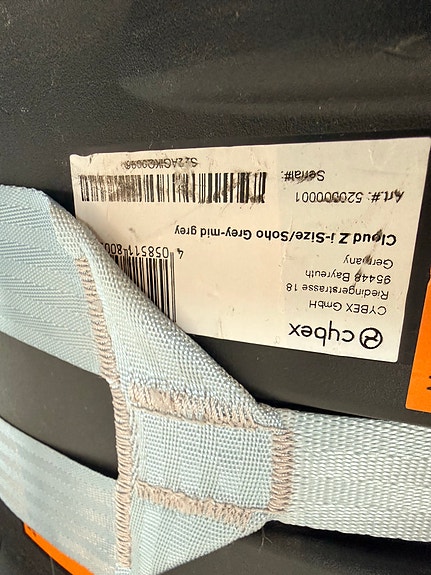 cybex
CYBEX GmbH
Riedingerstrasse 18
95448 Bayreuth
Germany
Cloud Z i-Size/Soho Grey-mid grey
Art.#: 520000001
Serial#:
4 058511 800